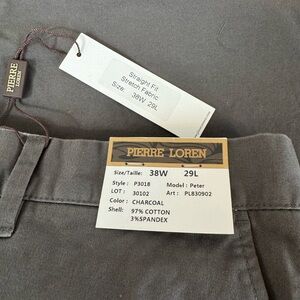 PIERRE
LOREN
Straight Fit
Stretch Fabric
Size: 38W 29L
PIERRE LOREN
Size/Taille: 38W 29L
Style: P3018 Model: Peter
LOT: 30102 Art: PL830902
Color: CHARCOAL
Shell: 97% COTTON
3%SPANDEX